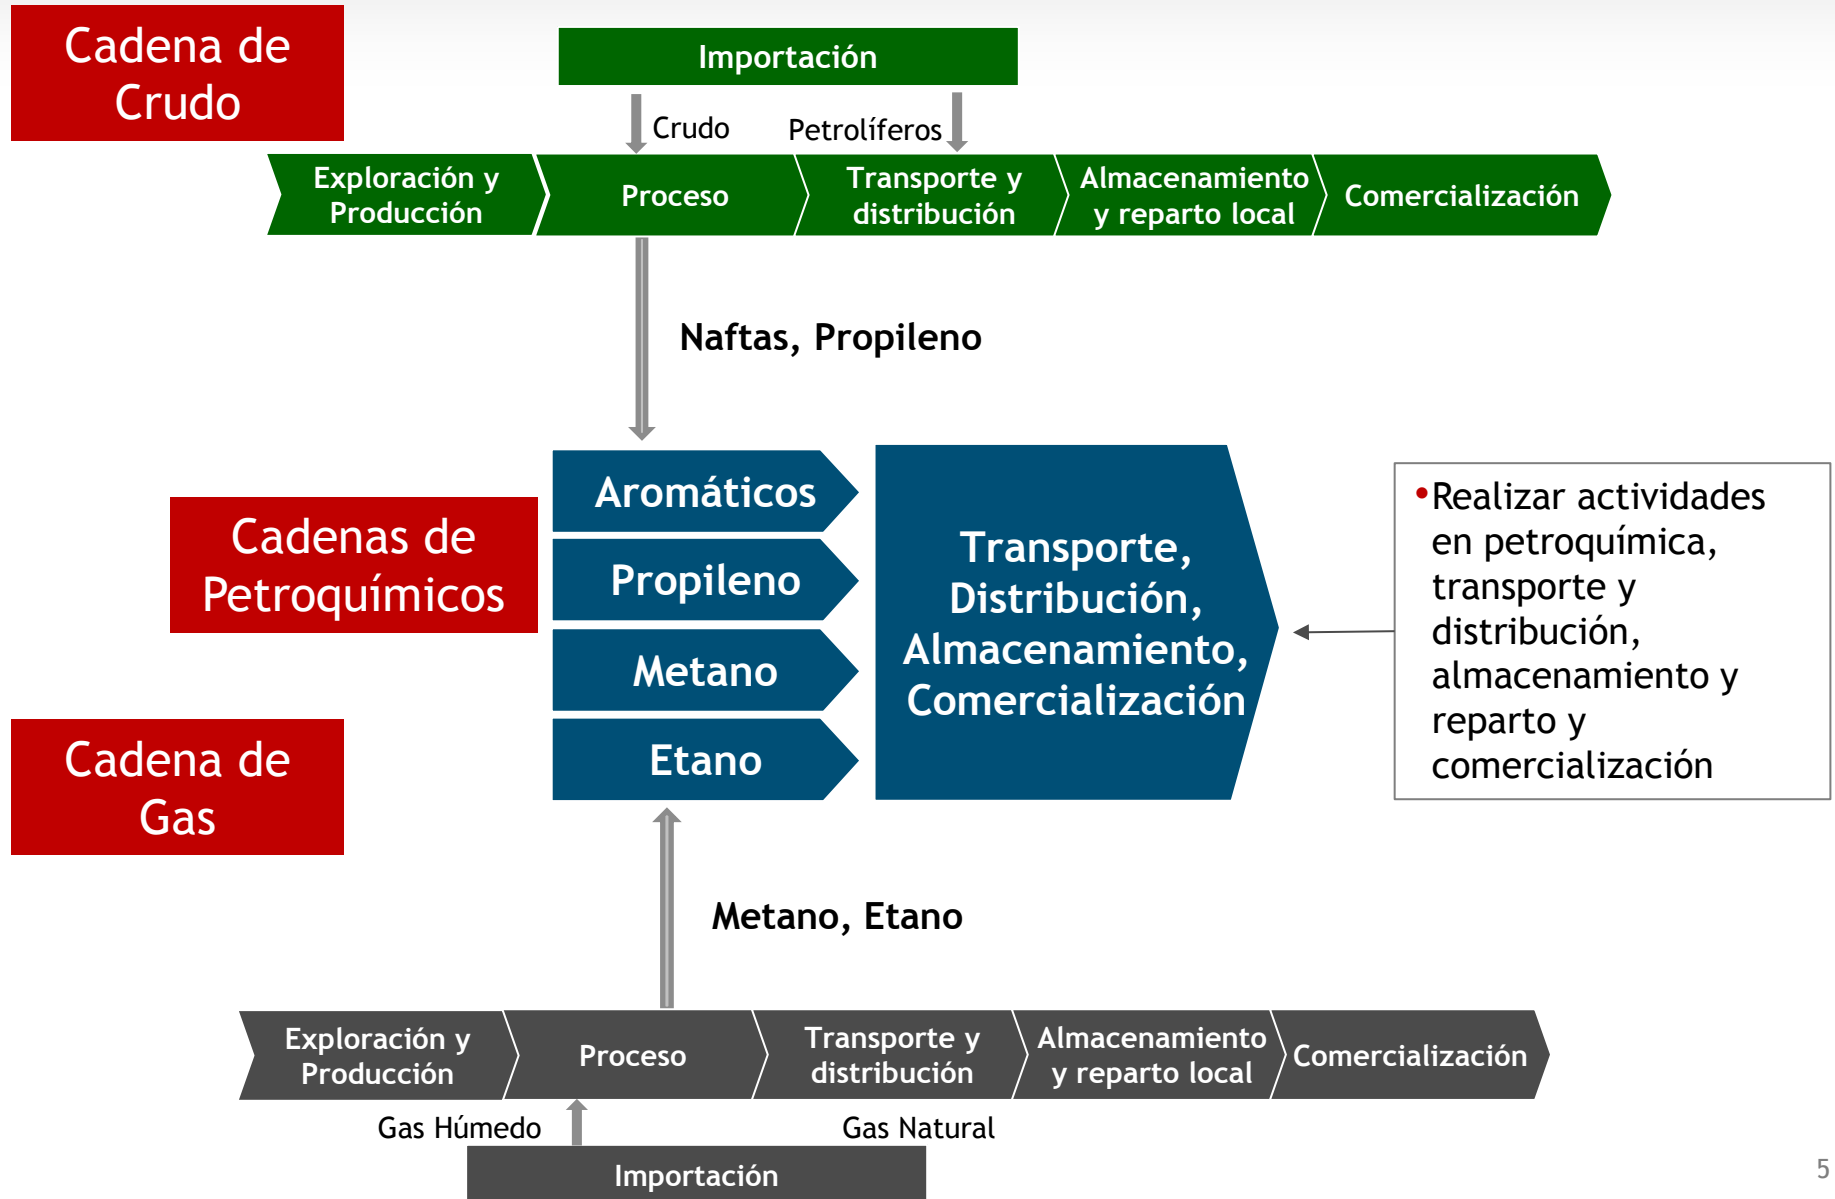 Cadena de
Crudo
Importación
Crudo
Petrolíferos
Exploración y
Producción
Proceso
Transporte y
distribución
Almacenamiento
y reparto local
Comercialización
Naftas, Propileno
Cadenas de
Petroquímicos
Aromáticos
Propileno
Metano
Etano
Transporte,
Distribución,
Almacenamiento,
Comercialización
•Realizar actividades
en petroquímica,
transporte y
distribución,
almacenamiento y
reparto y
comercialización
Cadena de
Gas
Metano, Etano
Exploración y
Producción
Proceso
Transporte y
distribución
Almacenamiento
y reparto local
Comercialización
Gas Húmedo
Gas Natural
Importación
5